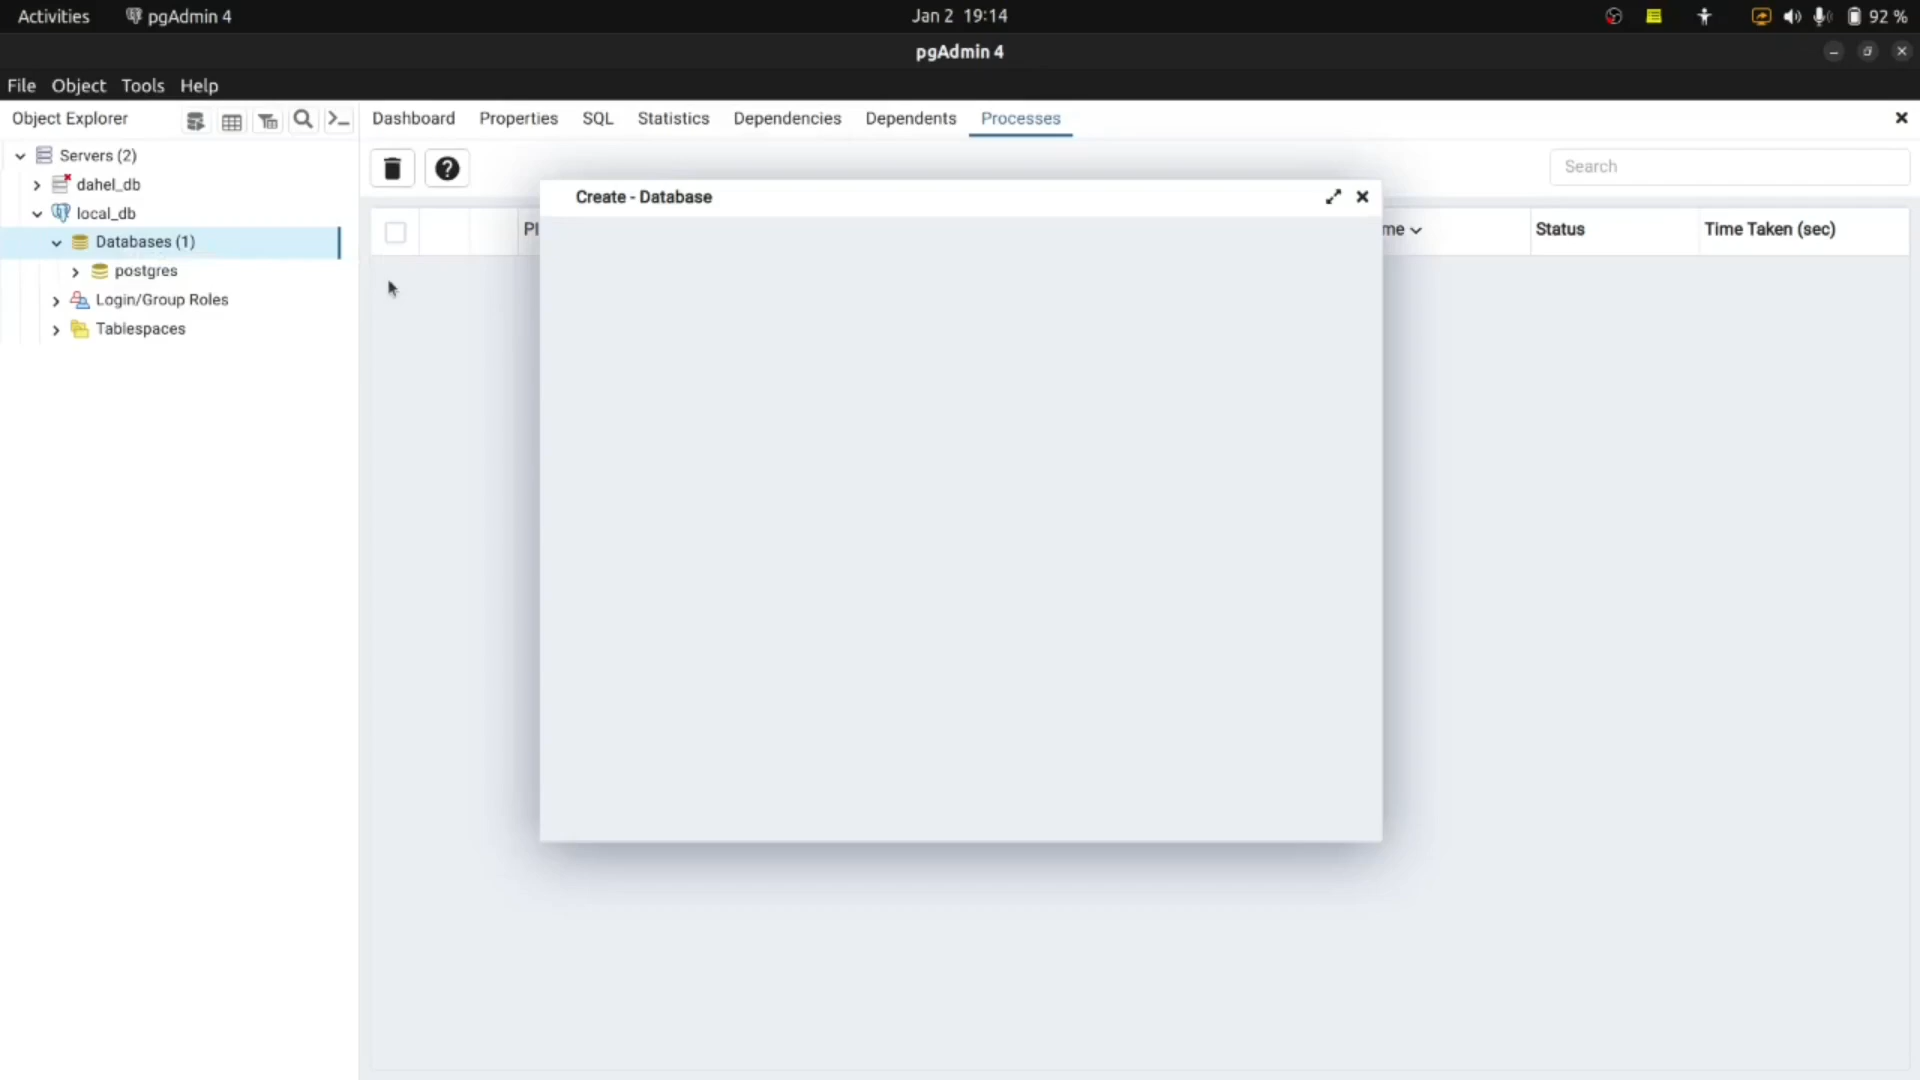 Activities pgAdmin 4 Jan 2 19:14 92 %
pgAdmin 4
File Object Tools Help
Object Explorer Dashboard Properties SQL Statistics Dependencies Dependents Processes
Servers (2)
dahel_db
local_db
Databases (1)
postgres
Login/Group Roles
Tablespaces
Search
Create - Database
me Status Time Taken (sec)